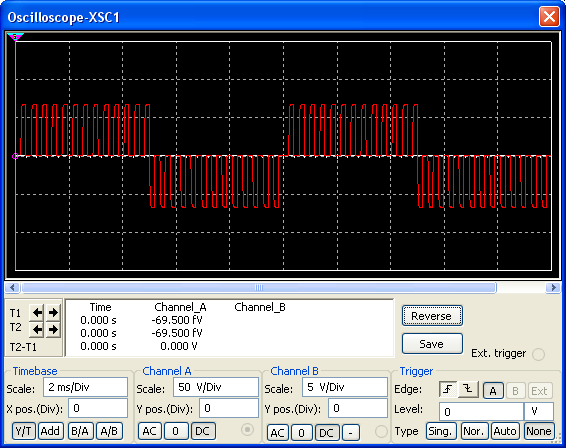 Oscilloscope-XSC1
T1
T2
T2-T1
Time Channel_A Channel_B
0.000 s -69.500 fV
0.000 s -69.500 fV
0.000 s 0.000 V
Reverse
Save
Ext. trigger
Timebase
Scale: 2 ms/Div
X pos.(Div): 0
Y/T Add B/A A/B
Channel A
Scale: 50 V/Div
Y pos.(Div): 0
AC 0 DC
Channel B
Scale: 5 V/Div
Y pos.(Div): 0
AC 0 DC -
Trigger
Edge: A B Ext
Level: 0 V
Type Sing. Nor. Auto None